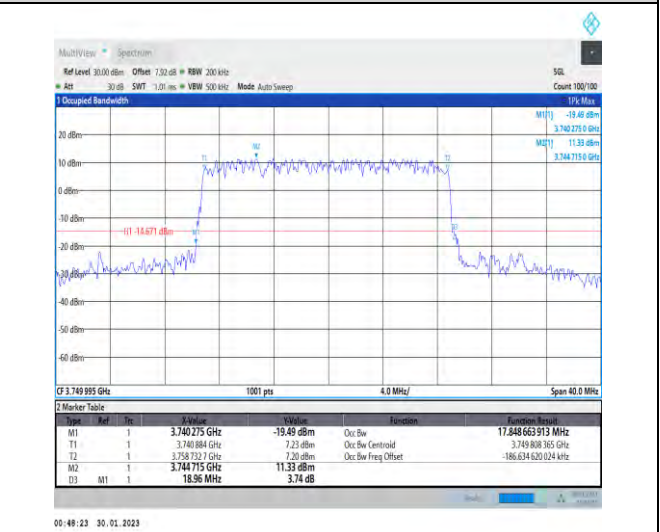 MultiView Spectrum
Ref Level 30.00 dBm Offset 7.92 dB RBW 200 kHz SGL
Att 30 dB SWT 1.01 ms VBW 500 kHz Mode Auto Sweep Count 100/100
1 Occupied Bandwidth 1Pk Max
M1[1] -19.49 dBm
3.740 275 0 GHz
M2[1] 11.33 dBm
3.744 715 0 GHz
20 dBm
M2
T1 T2
10 dBm
0 dBm
-10 dBm
H1 -14.671 dBm
M1
-20 dBm
-30 dBm
-40 dBm
-50 dBm
-60 dBm
CF 3.749 995 GHz 1001 pts 4.0 MHz/ Span 40.0 MHz
2 Marker Table
Type Ref Trc X-Value Y-Value Function Function Result
M1 1 3.740 275 GHz -19.49 dBm Occ Bw 17.848 663 913 MHz
T1 1 3.740 884 GHz 7.23 dBm Occ Bw Centroid 3.749 808 365 GHz
T2 1 3.758 732 7 GHz 7.20 dBm Occ Bw Freq Offset -186.634 620 024 kHz
M2 1 3.744 715 GHz 11.33 dBm
D3 M1 1 18.96 MHz 3.74 dB
00:48:23 30.01.2023